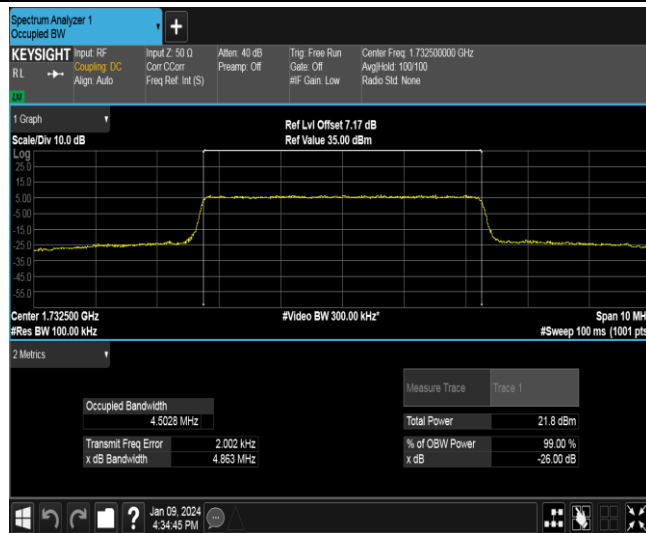 Spectrum Analyzer 1
Occupied BW
+
KEYSIGHT
RL
LXI
Input: RF
Coupling: DC
Align: Auto
Input Z: 50 Ω
Corr CCorr
Freq Ref: Int (S)
Atten: 40 dB
Preamp: Off
Trig: Free Run
Gate: Off
#IF Gain: Low
Center Freq: 1.732500000 GHz
Avg|Hold: 100/100
Radio Std: None
1 Graph
Scale/Div 10.0 dB
Ref Lvl Offset 7.17 dB
Ref Value 35.00 dBm
Log
25.0
15.0
5.00
-5.00
-15.0
-25.0
-35.0
-45.0
-55.0
Center 1.732500 GHz
#Res BW 100.00 kHz
#Video BW 300.00 kHz*
Span 10 MH
#Sweep 100 ms (1001 pts
2 Metrics
Measure Trace Trace 1
Occupied Bandwidth
4.5028 MHz
Total Power 21.8 dBm
Transmit Freq Error 2.002 kHz
% of OBW Power 99.00 %
x dB Bandwidth 4.863 MHz
x dB -26.00 dB
?
Jan 09, 2024
4:34:45 PM